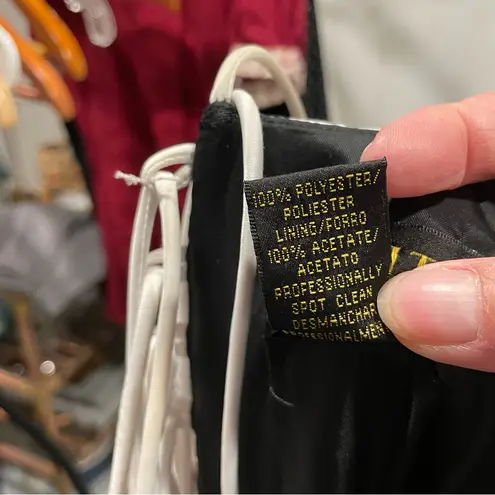 100% POLYESTER/
POLIESTER
LINING/FORRO
100% ACETATE/
ACETATO
PROFESSIONALLY
SPOT CLEAN
DESMANCHAR